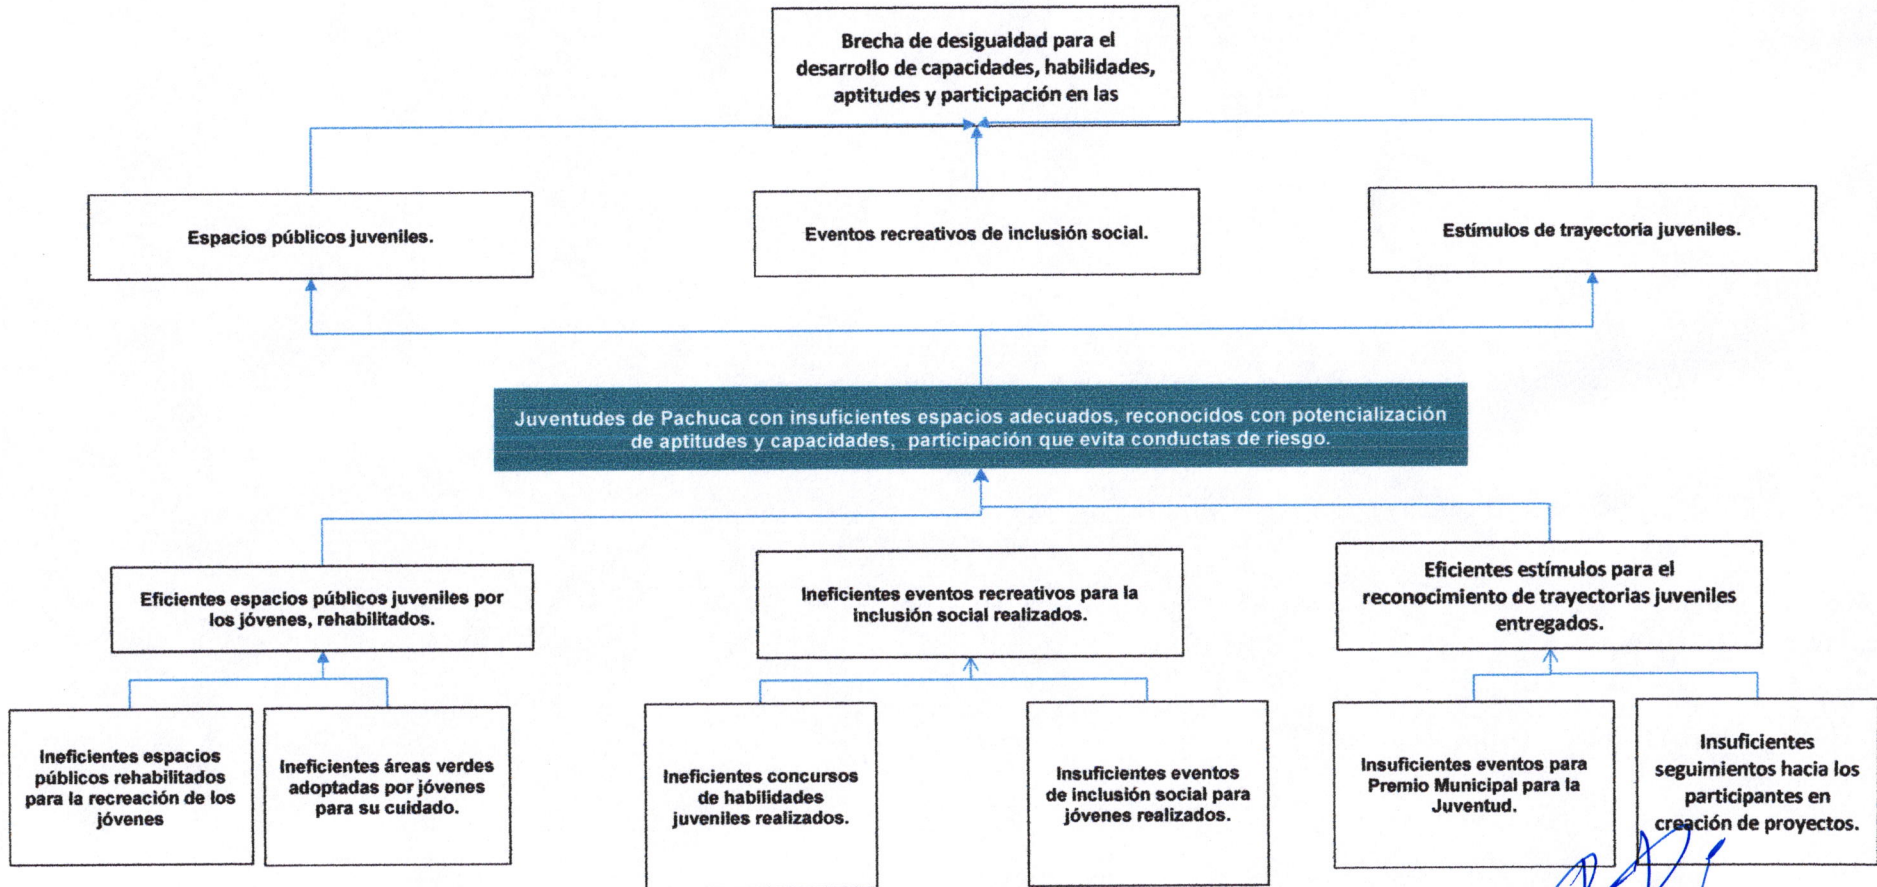 Brecha de desigualdad para el
desarrollo de capacidades, habilidades,
aptitudes y participación en las
Espacios públicos juveniles.
Eventos recreativos de inclusión social.
Estímulos de trayectoria juveniles.
Juventudes de Pachuca con insuficientes espacios adecuados, reconocidos con potencialización
de aptitudes y capacidades, participación que evita conductas de riesgo.
Eficientes espacios públicos juveniles por
los jóvenes, rehabilitados.
Ineficientes eventos recreativos para la
inclusión social realizados.
Eficientes estímulos para el
reconocimiento de trayectorias juveniles
entregados.
Ineficientes espacios
públicos rehabilitados
para la recreación de los
jóvenes
Ineficientes áreas verdes
adoptadas por jóvenes
para su cuidado.
Ineficientes concursos
de habilidades
juveniles realizados.
Insuficientes eventos
de inclusión social para
jóvenes realizados.
Insuficientes eventos para
Premio Municipal para la
Juventud.
Insuficientes
seguimientos hacia los
participantes en
creación de proyectos.